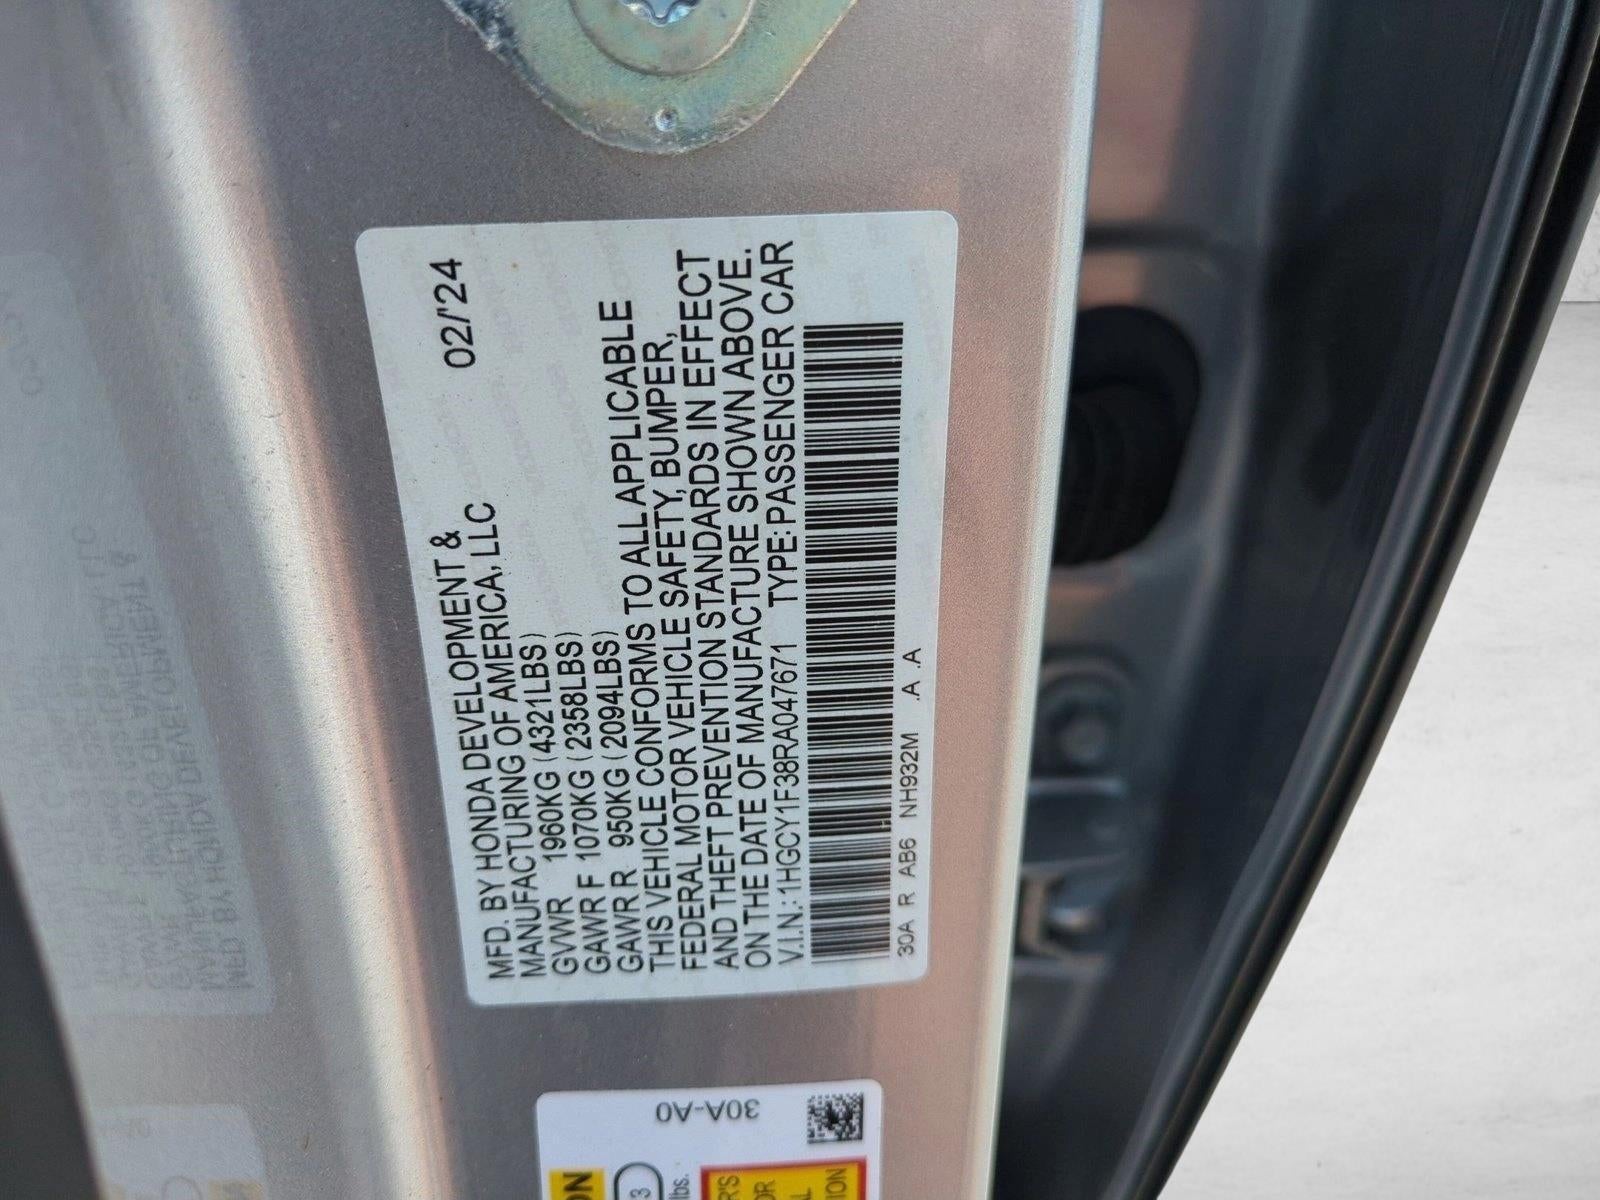 MFD. BY HONDA DEVELOPMENT & 02/'24
MANUFACTURING OF AMERICA, LLC
GVWR 1960KG (4321LBS)
GAWR F 1070KG (2358LBS)
GAWR R 950KG (2094LBS)
THIS VEHICLE CONFORMS TO ALL APPLICABLE
FEDERAL MOTOR VEHICLE SAFETY, BUMPER,
AND THEFT PREVENTION STANDARDS IN EFFECT
ON THE DATE OF MANUFACTURE SHOWN ABOVE.
V.I.N.: 1HGCY1F38RA047671 TYPE: PASSENGER CAR
30A R AB6 NH932M .A .A
30A-A0